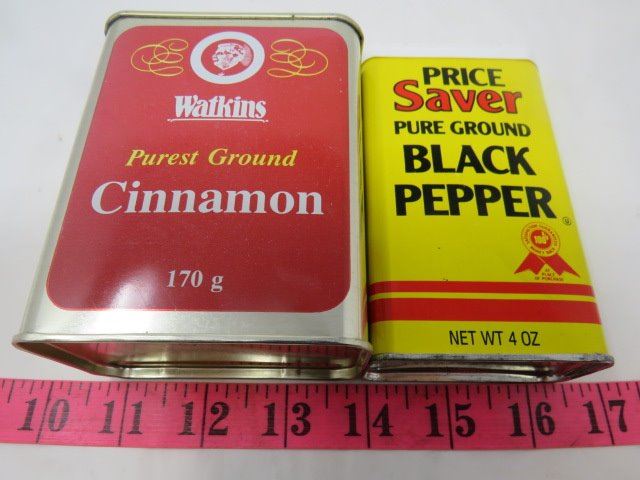 Watkins
Purest Ground
Cinnamon
170 g
PRICE
Saver
PURE GROUND
BLACK
PEPPER
NET WT 4 OZ
10 11 12 13 14 15 16 17